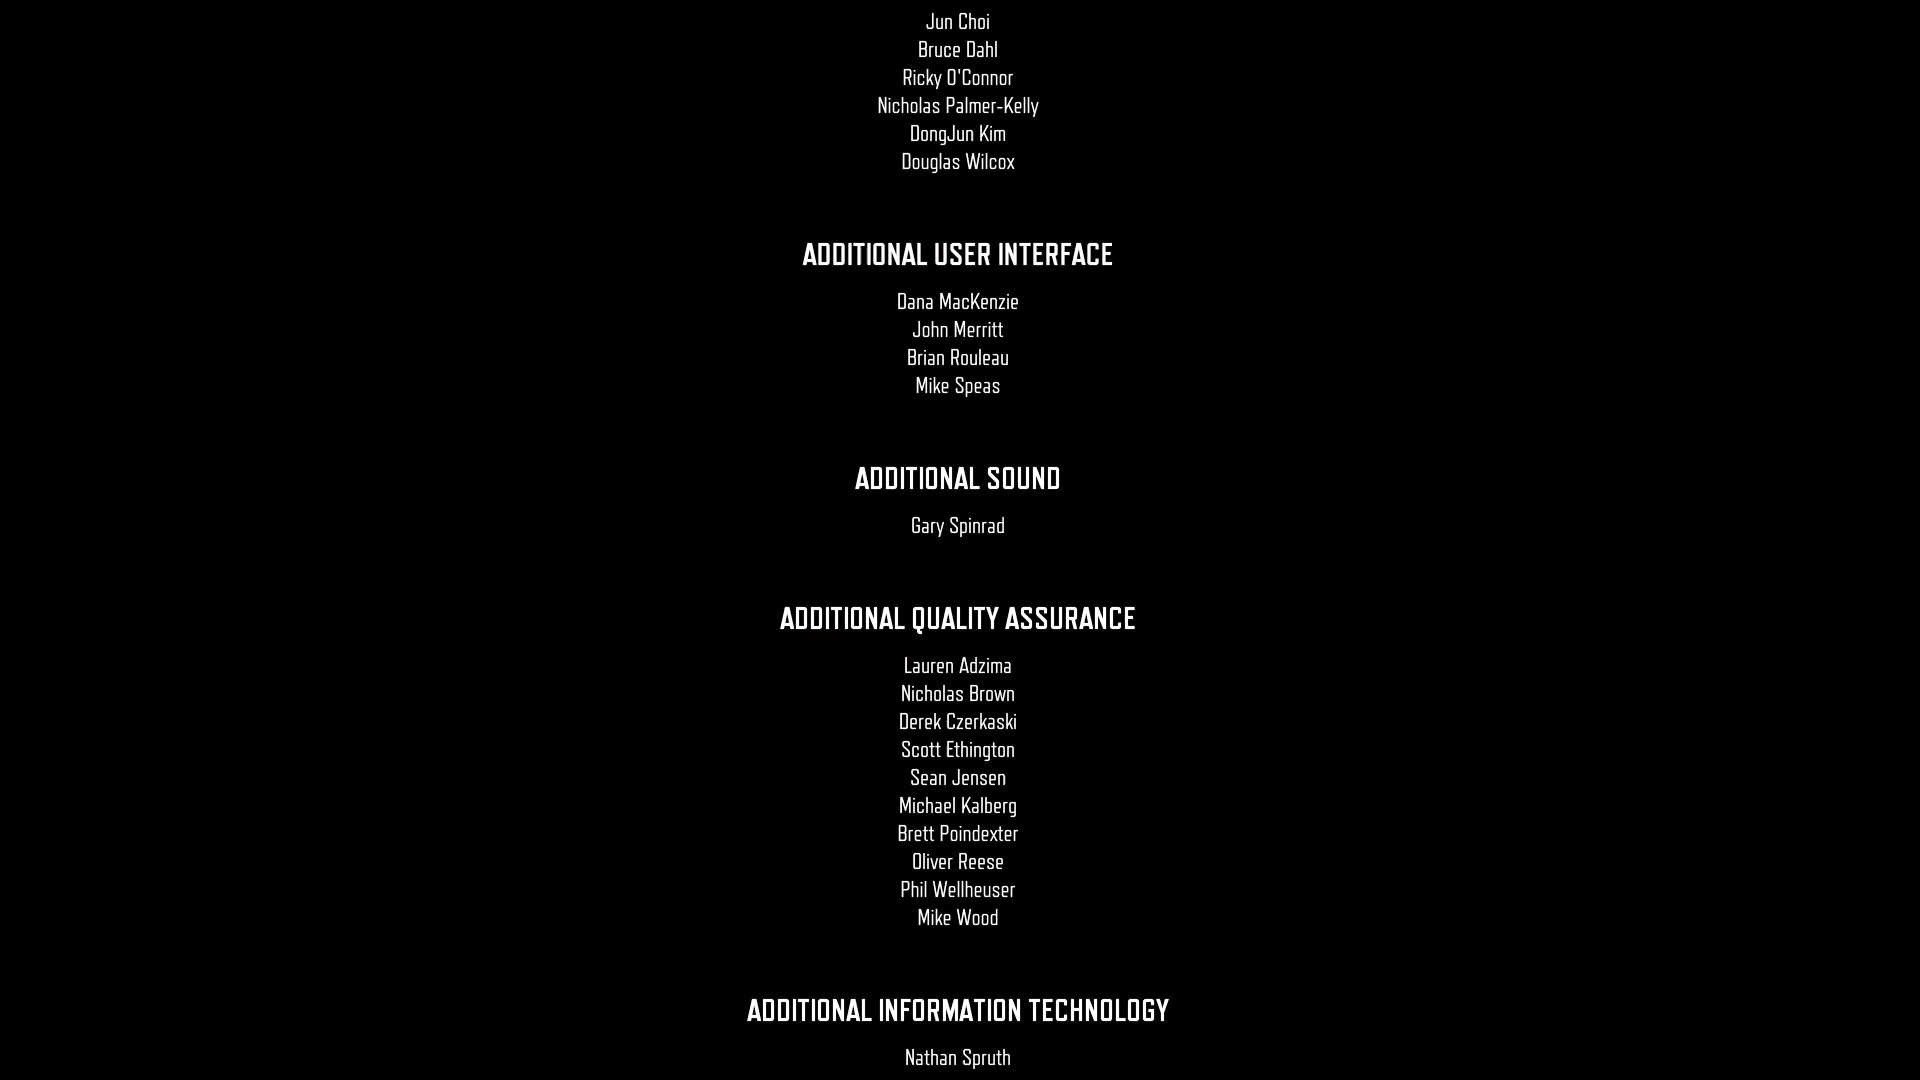 Jun Choi
Bruce Dahl
Ricky O'Connor
Nicholas Palmer-Kelly
DongJun Kim
Douglas Wilcox
ADDITIONAL USER INTERFACE
Dana MacKenzie
John Merritt
Brian Rouleau
Mike Speas
ADDITIONAL SOUND
Gary Spinrad
ADDITIONAL QUALITY ASSURANCE
Lauren Adzima
Nicholas Brown
Derek Czerkaski
Scott Ethington
Sean Jensen
Michael Kalberg
Brett Poindexter
Oliver Reese
Phil Wellheuser
Mike Wood
ADDITIONAL INFORMATION TECHNOLOGY
Nathan Spruth